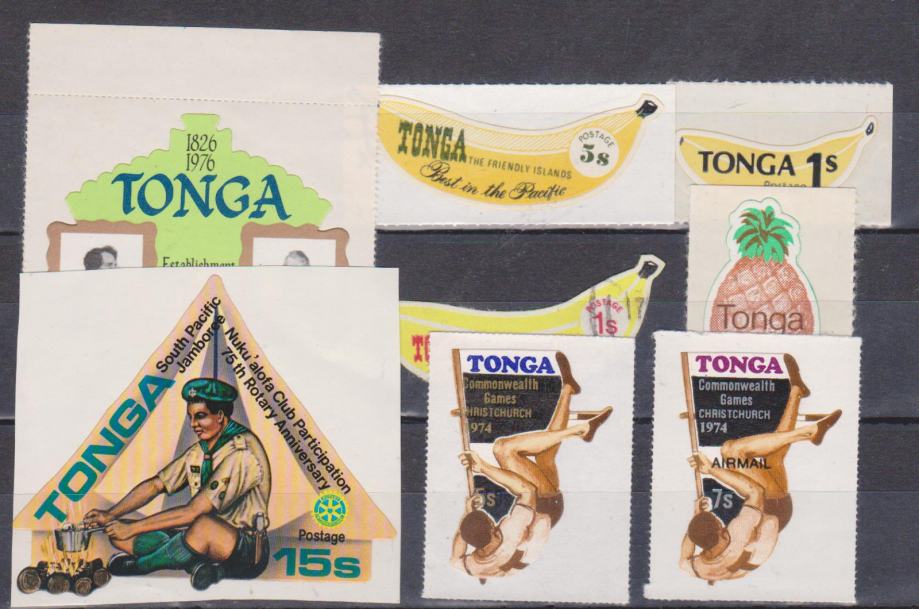 1826
1976
TONGA
Establishment
TONGA
THE FRIENDLY ISLANDS
Best in the Pacific
POSTAGE
5s
TONGA 1s
Postage
POSTAGE
1s
Tonga
TONGA
South Pacific
Jamboree
Nuku'alofa Club Participation
75th Rotary Anniversary
Postage
15s
TONGA
Commonwealth
Games
CHRISTCHURCH
1974
TONGA
Commonwealth
Games
CHRISTCHURCH
1974
AIRMAIL
7s